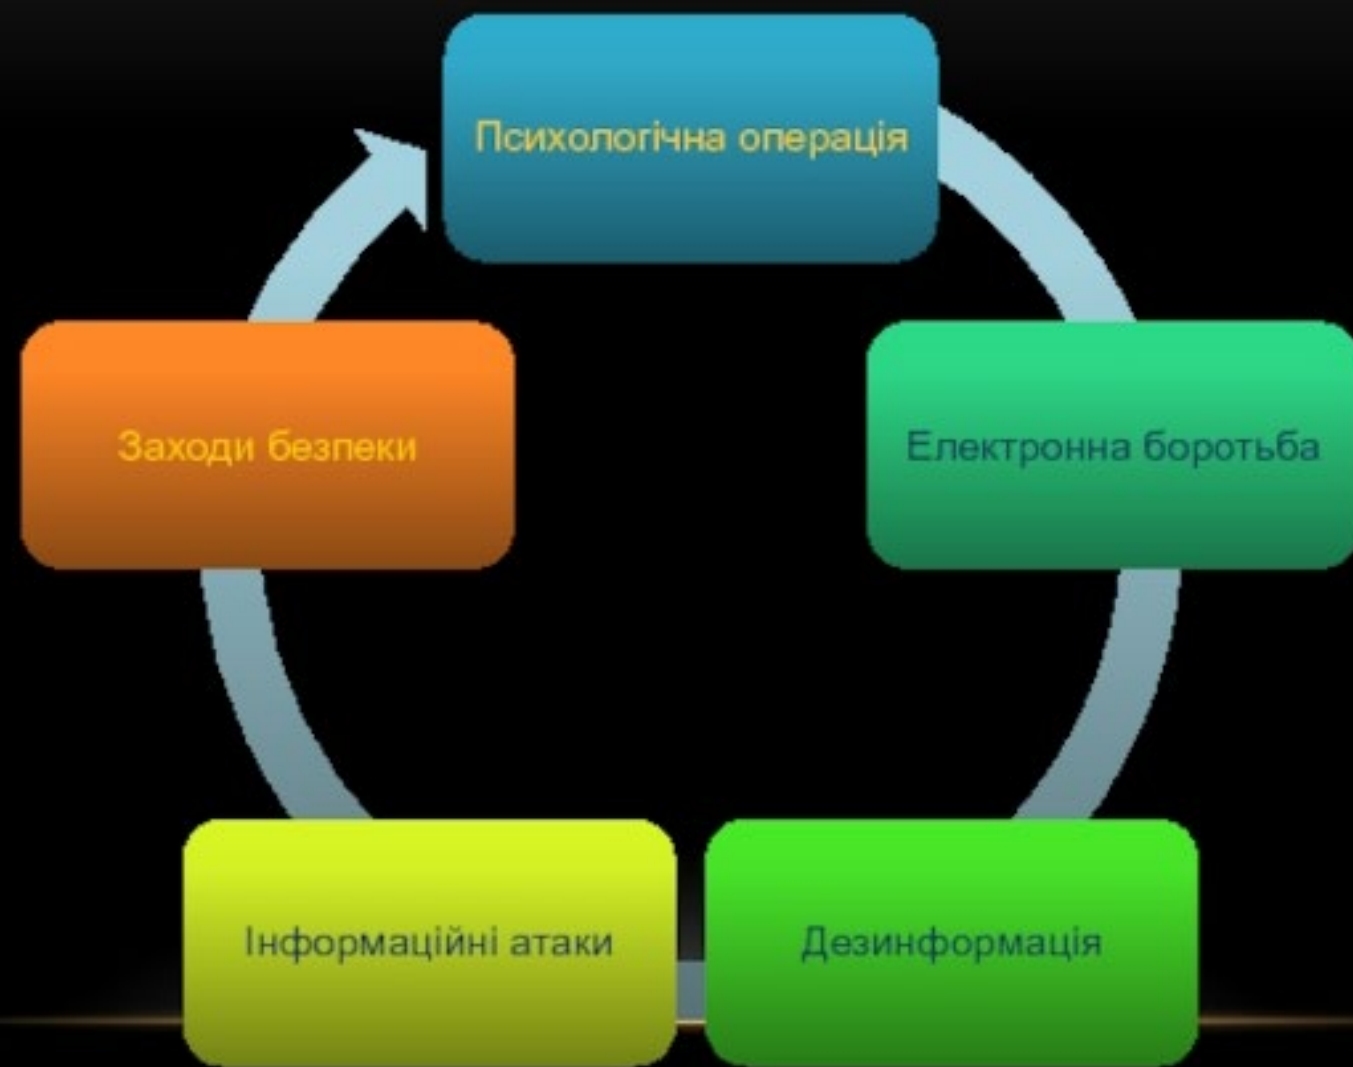 Психологічна операція
Електронна боротьба
Дезинформація
Інформаційні атаки
Заходи безпеки